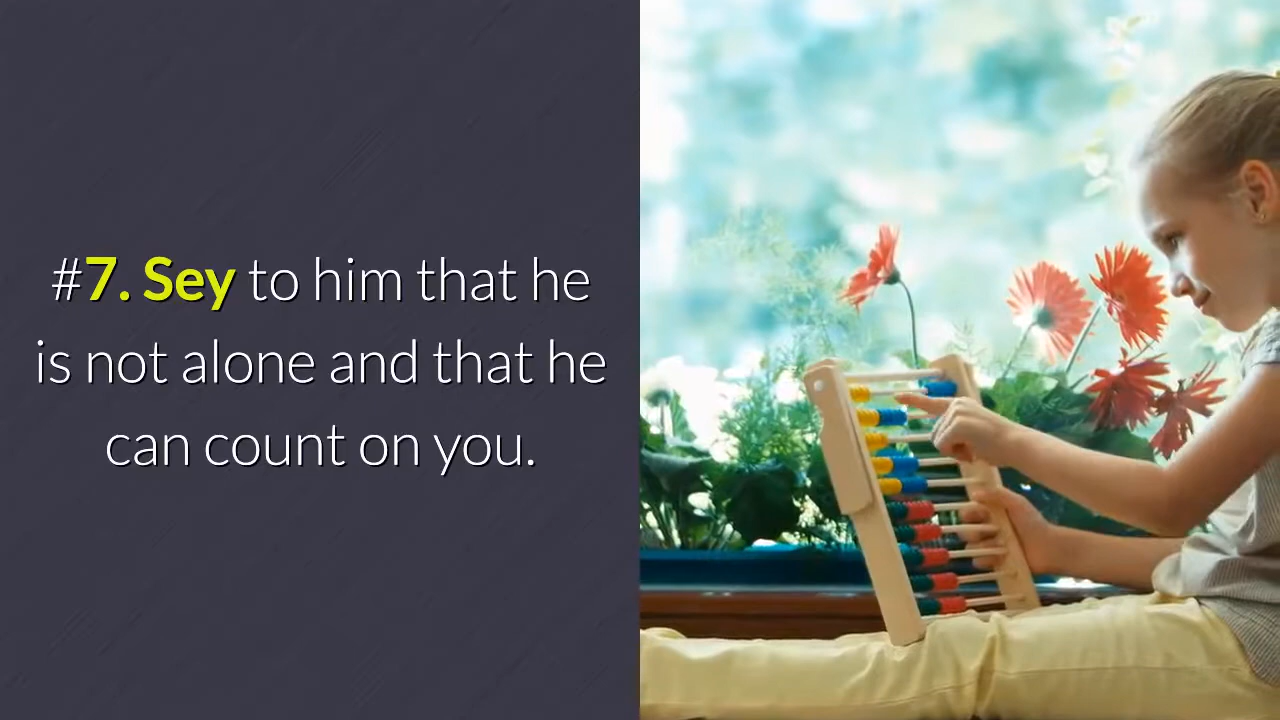 #7. Sey to him that he
is not alone and that he
can count on you.